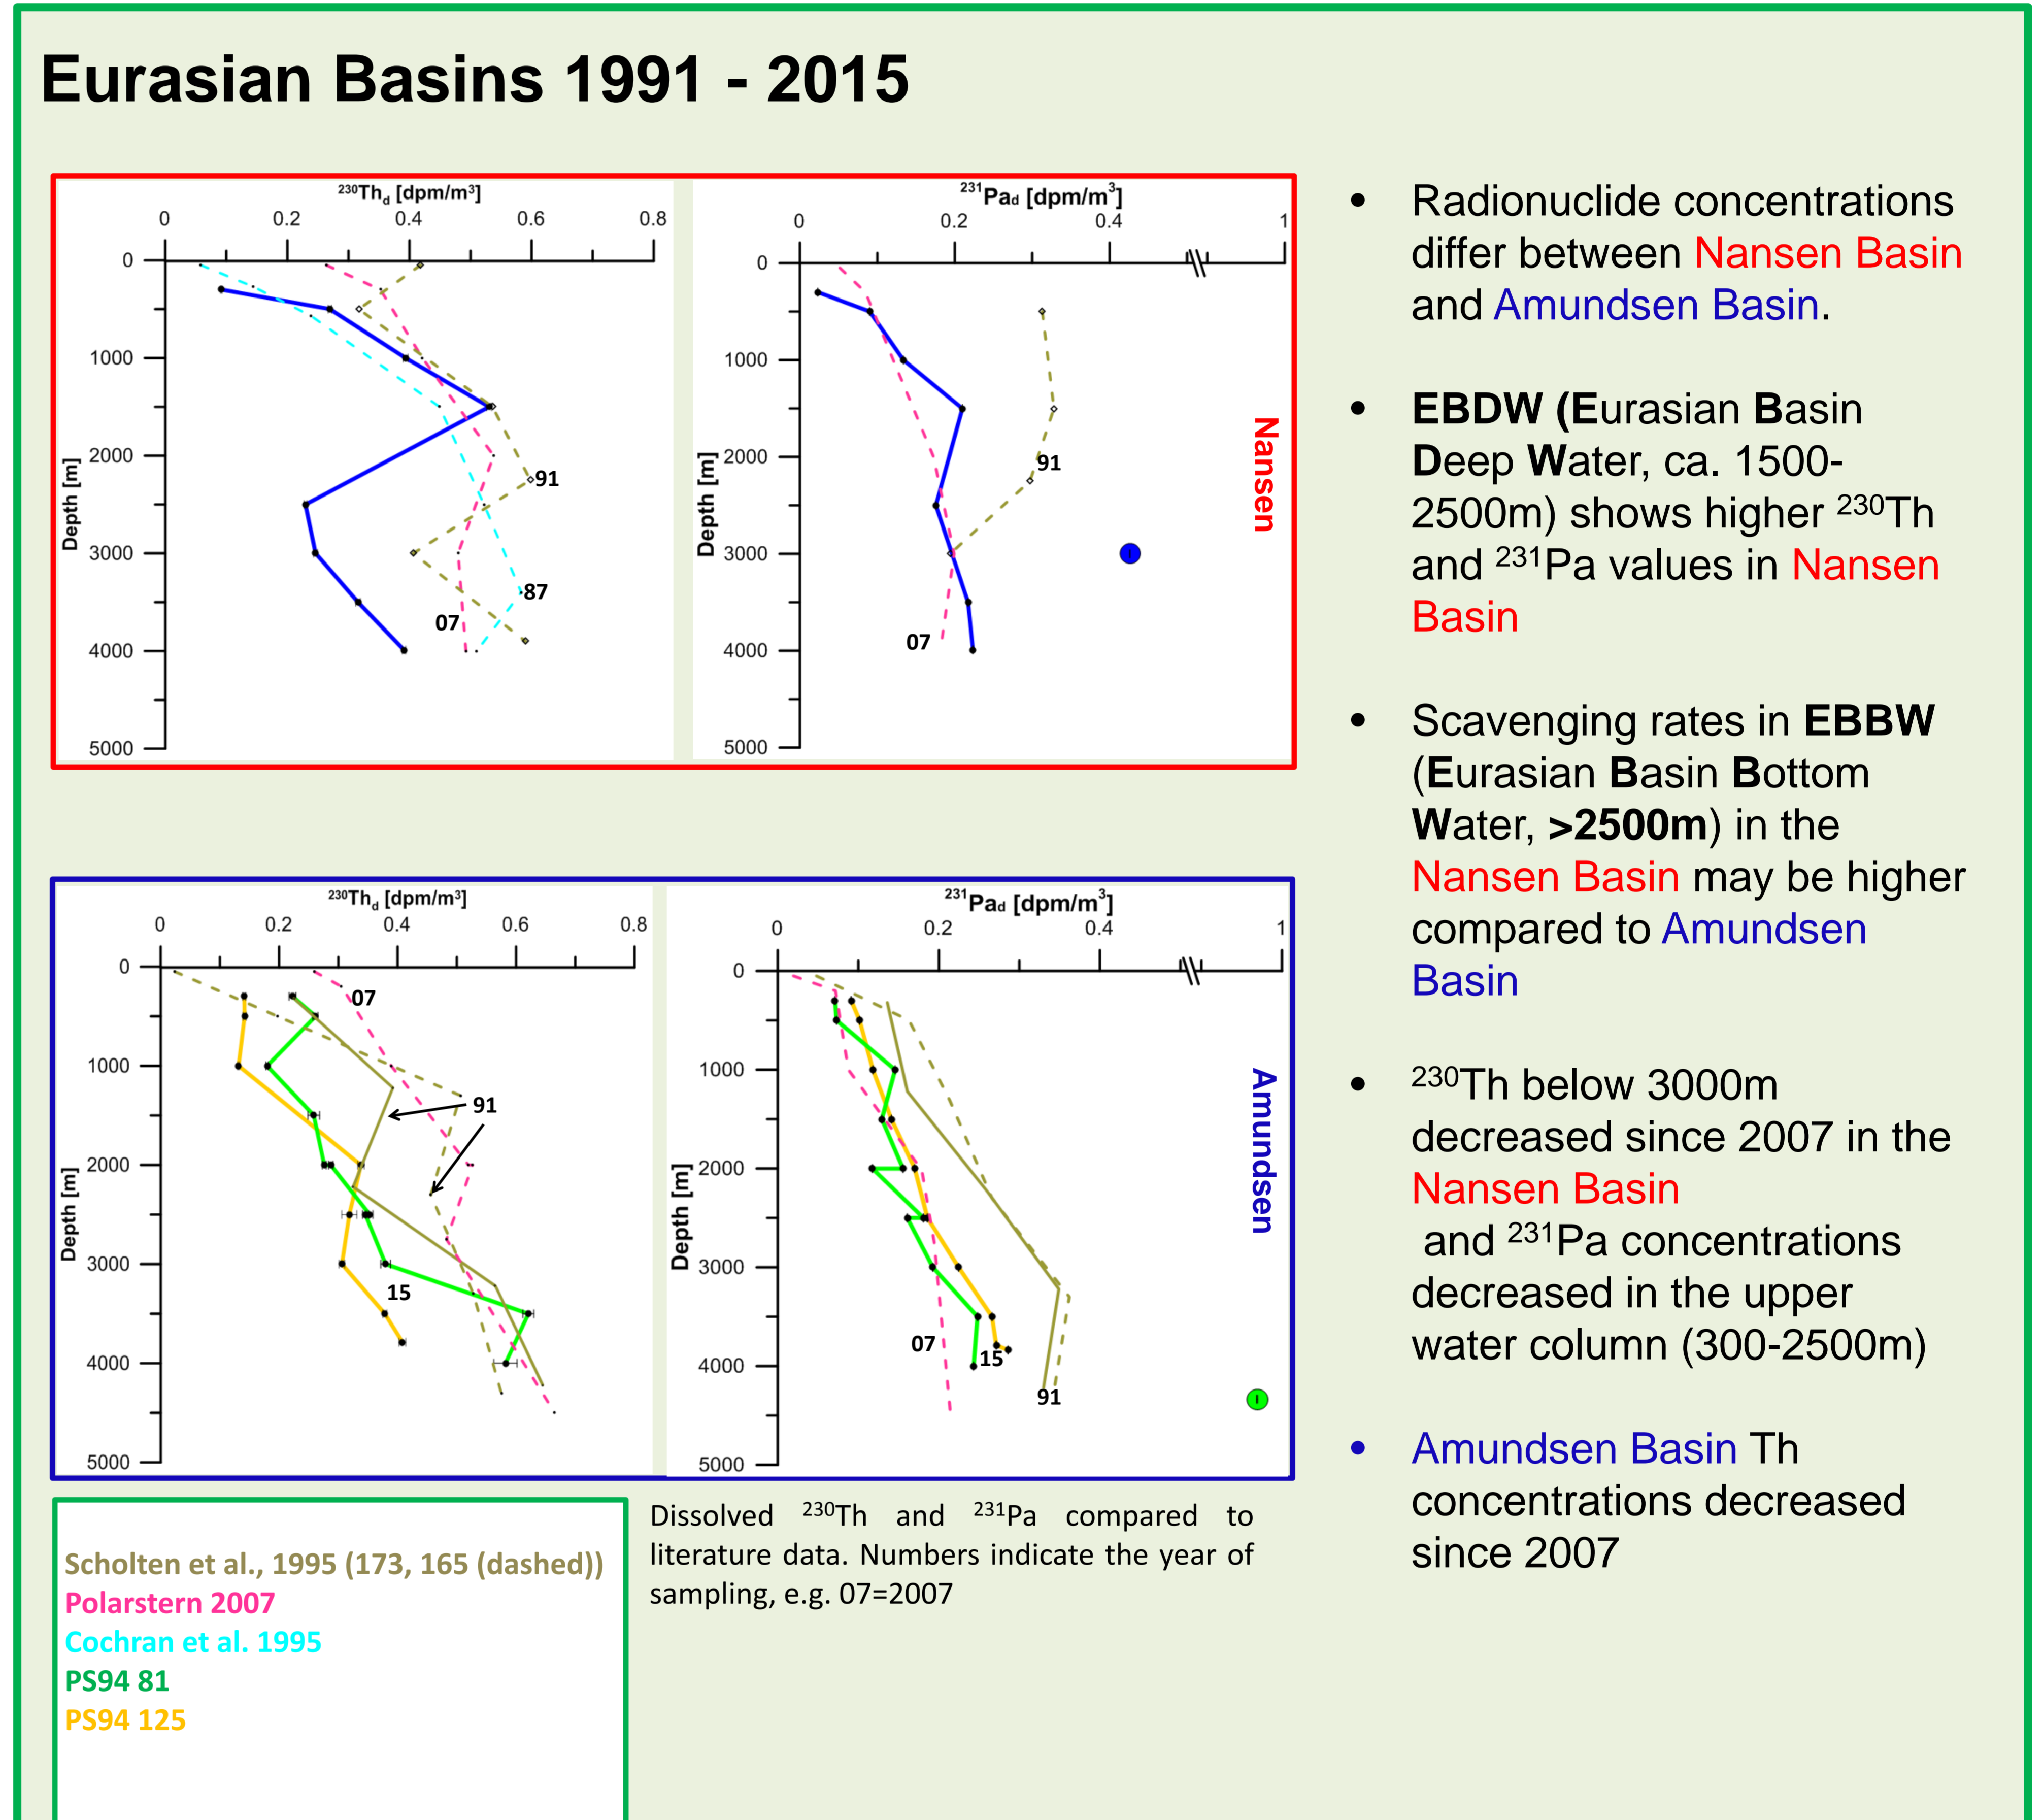 Eurasian Basins 1991 - 2015
²³⁰Th_d [dpm/m³]
0 0.2 0.4 0.6 0.8
0
1000
2000
3000
4000
5000
Depth [m]
91
87
07
²³¹Pa_d [dpm/m³]
0 0.2 0.4 1
0
1000
2000
3000
4000
5000
Depth [m]
91
07
Nansen
²³⁰Th_d [dpm/m³]
0 0.2 0.4 0.6 0.8
0
1000
2000
3000
4000
5000
Depth [m]
07
91
15
²³¹Pa_d [dpm/m³]
0 0.2 0.4 1
0
1000
2000
3000
4000
5000
Depth [m]
07
15
91
Amundsen
Scholten et al., 1995 (173, 165 (dashed))
Polarstern 2007
Cochran et al. 1995
PS94 81
PS94 125
Dissolved ²³⁰Th and ²³¹Pa compared to
literature data. Numbers indicate the year of
sampling, e.g. 07=2007
• Radionuclide concentrations
differ between Nansen Basin
and Amundsen Basin.
• EBDW (Eurasian Basin
Deep Water, ca. 1500-
2500m) shows higher ²³⁰Th
and ²³¹Pa values in Nansen
Basin
• Scavenging rates in EBBW
(Eurasian Basin Bottom
Water, >2500m) in the
Nansen Basin may be higher
compared to Amundsen
Basin
• ²³⁰Th below 3000m
decreased since 2007 in the
Nansen Basin
and ²³¹Pa concentrations
decreased in the upper
water column (300-2500m)
• Amundsen Basin Th
concentrations decreased
since 2007